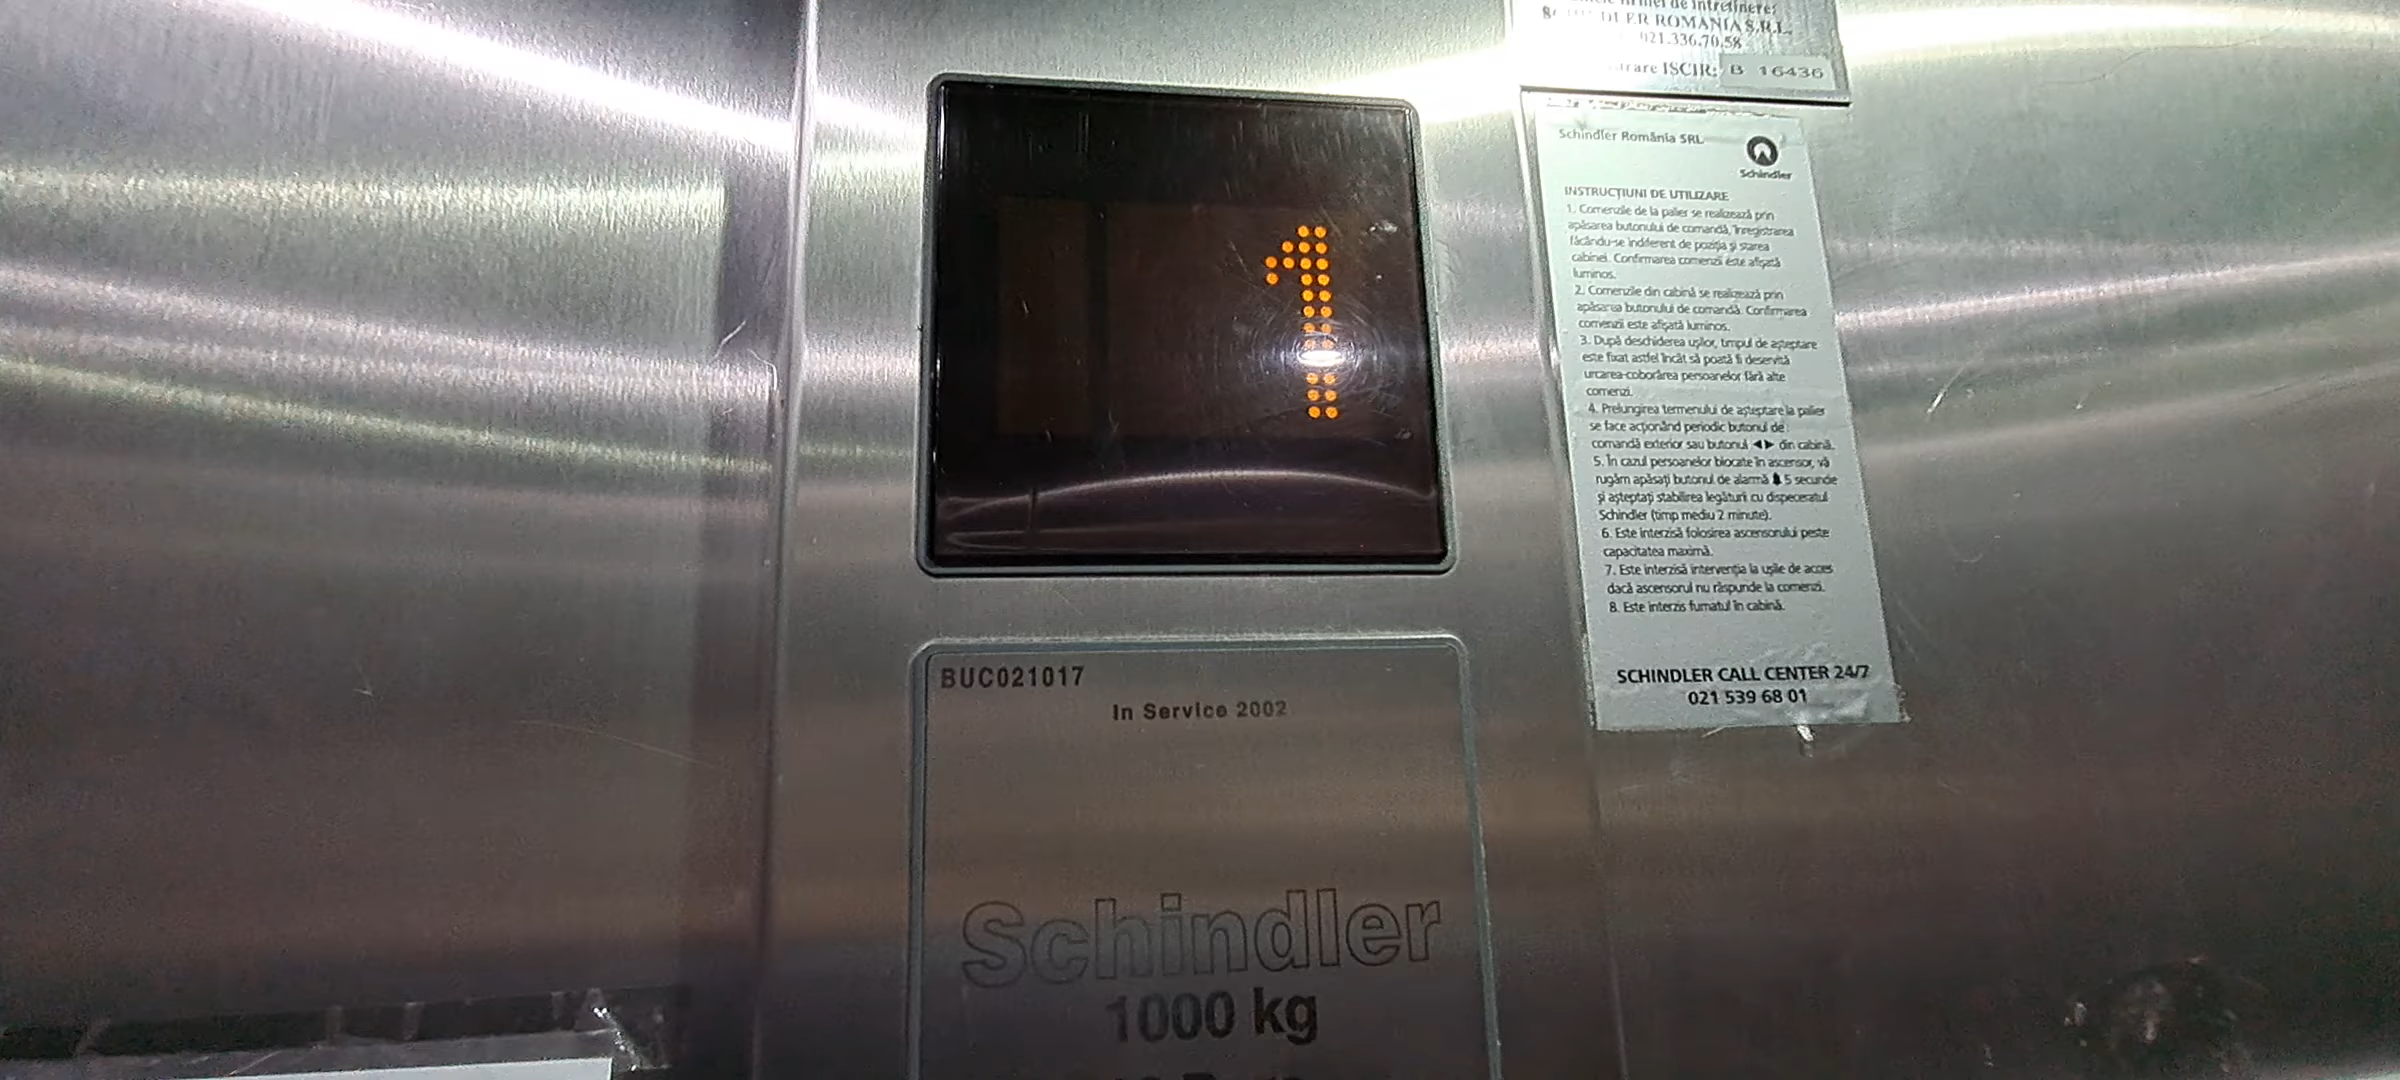 de întreținere:
DLER ROMANIA S.R.L.
021.336.70.58
ISCIR: B 16436
1
Schindler România SRL
Schindler
INSTRUCȚIUNI DE UTILIZARE
1. Comenzile de la palier se realizează prin
apăsarea butonului de comandă, înregistrarea
făcându-se indiferent de poziția și starea
cabinei. Confirmarea comenzii este afișată
luminos.
2. Comenzile din cabină se realizează prin
apăsarea butonului de comandă. Confirmarea
comenzii este afișată luminos.
3. După deschiderea ușilor, timpul de așteptare
este fixat astfel încât să poată fi deservită
urcarea-coborârea persoanelor fără alte
comenzi.
4. Prelungirea termenului de așteptare la palier
se face acționând periodic butonul de
comandă exterior sau butonul ◄► din cabină.
5. În cazul persoanelor blocate în ascensor, vă
rugăm apăsați butonul de alarmă 🔔 5 secunde
și așteptați stabilirea legăturii cu dispeceratul
Schindler (timp mediu 2 minute).
6. Este interzisă folosirea ascensorului peste
capacitatea maximă.
7. Este interzisă intervenția la ușile de acces
dacă ascensorul nu răspunde la comenzi.
8. Este interzis fumatul în cabină.
SCHINDLER CALL CENTER 24/7
021 539 68 01
BUC021017
In Service 2002
Schindler
1000 kg